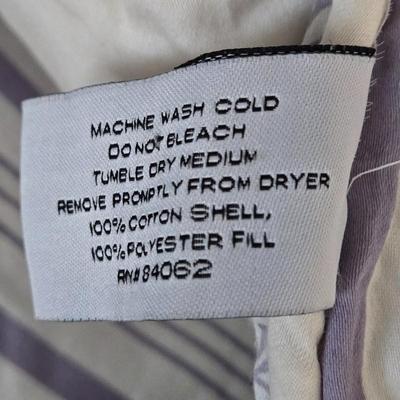 MACHINE WASH COLD
DO NOT BLEACH
TUMBLE DRY MEDIUM
REMOVE PROMPTLY FROM DRYER
100% COTTON SHELL,
100% POLYESTER FILL
RN# 84062